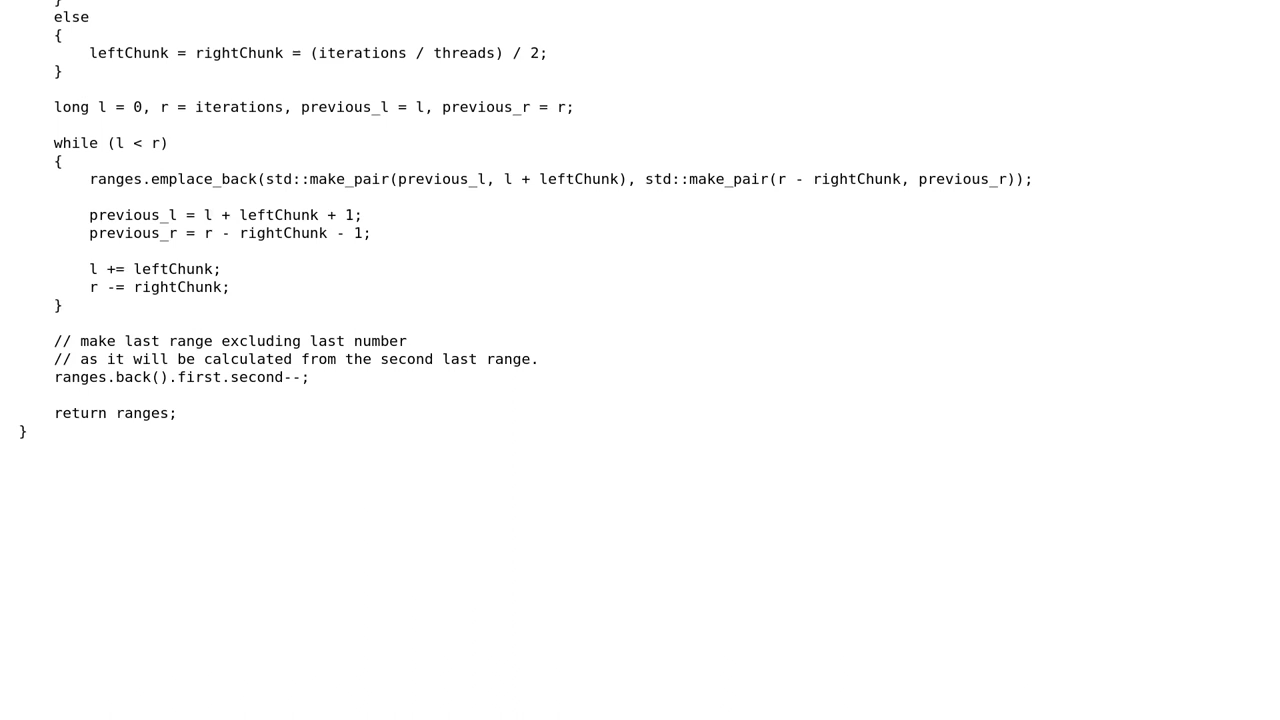 }
    else
    {
        leftChunk = rightChunk = (iterations / threads) / 2;
    }

    long l = 0, r = iterations, previous_l = l, previous_r = r;

    while (l < r)
    {
        ranges.emplace_back(std::make_pair(previous_l, l + leftChunk), std::make_pair(r - rightChunk, previous_r));

        previous_l = l + leftChunk + 1;
        previous_r = r - rightChunk - 1;

        l += leftChunk;
        r -= rightChunk;
    }

    // make last range excluding last number
    // as it will be calculated from the second last range.
    ranges.back().first.second--;

    return ranges;
}